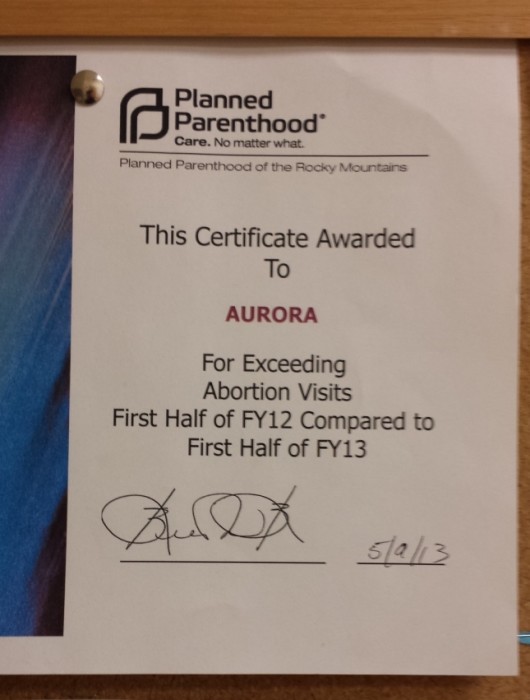 Planned
Parenthood®
Care. No matter what.
Planned Parenthood of the Rocky Mountains
This Certificate Awarded
To
AURORA
For Exceeding
Abortion Visits
First Half of FY12 Compared to
First Half of FY13
5/9/13